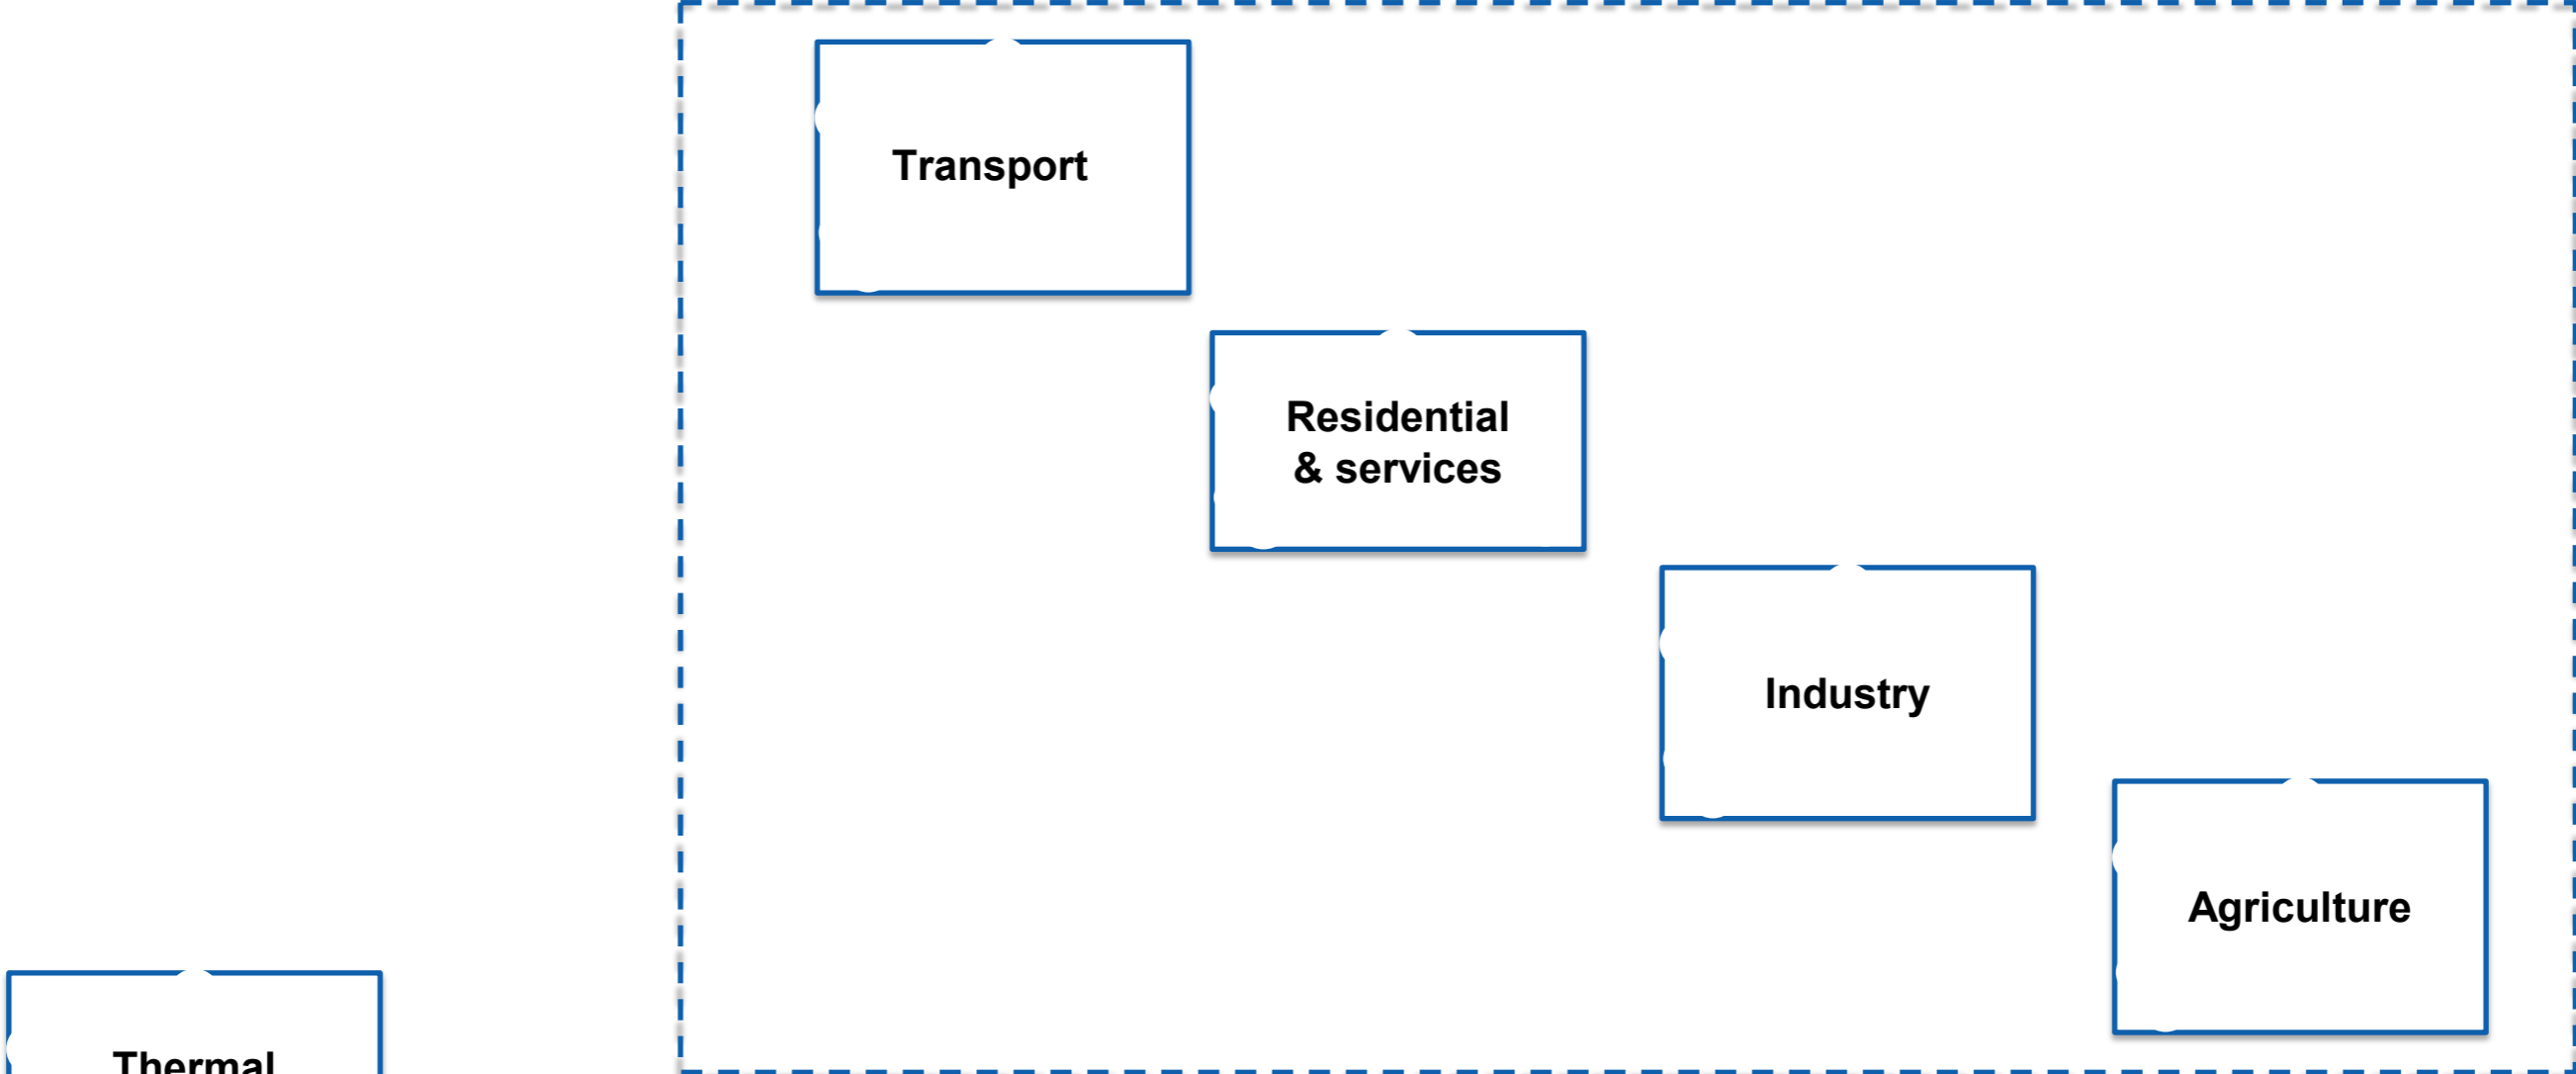 Transport
Residential
& services
Industry
Agriculture
Thermal